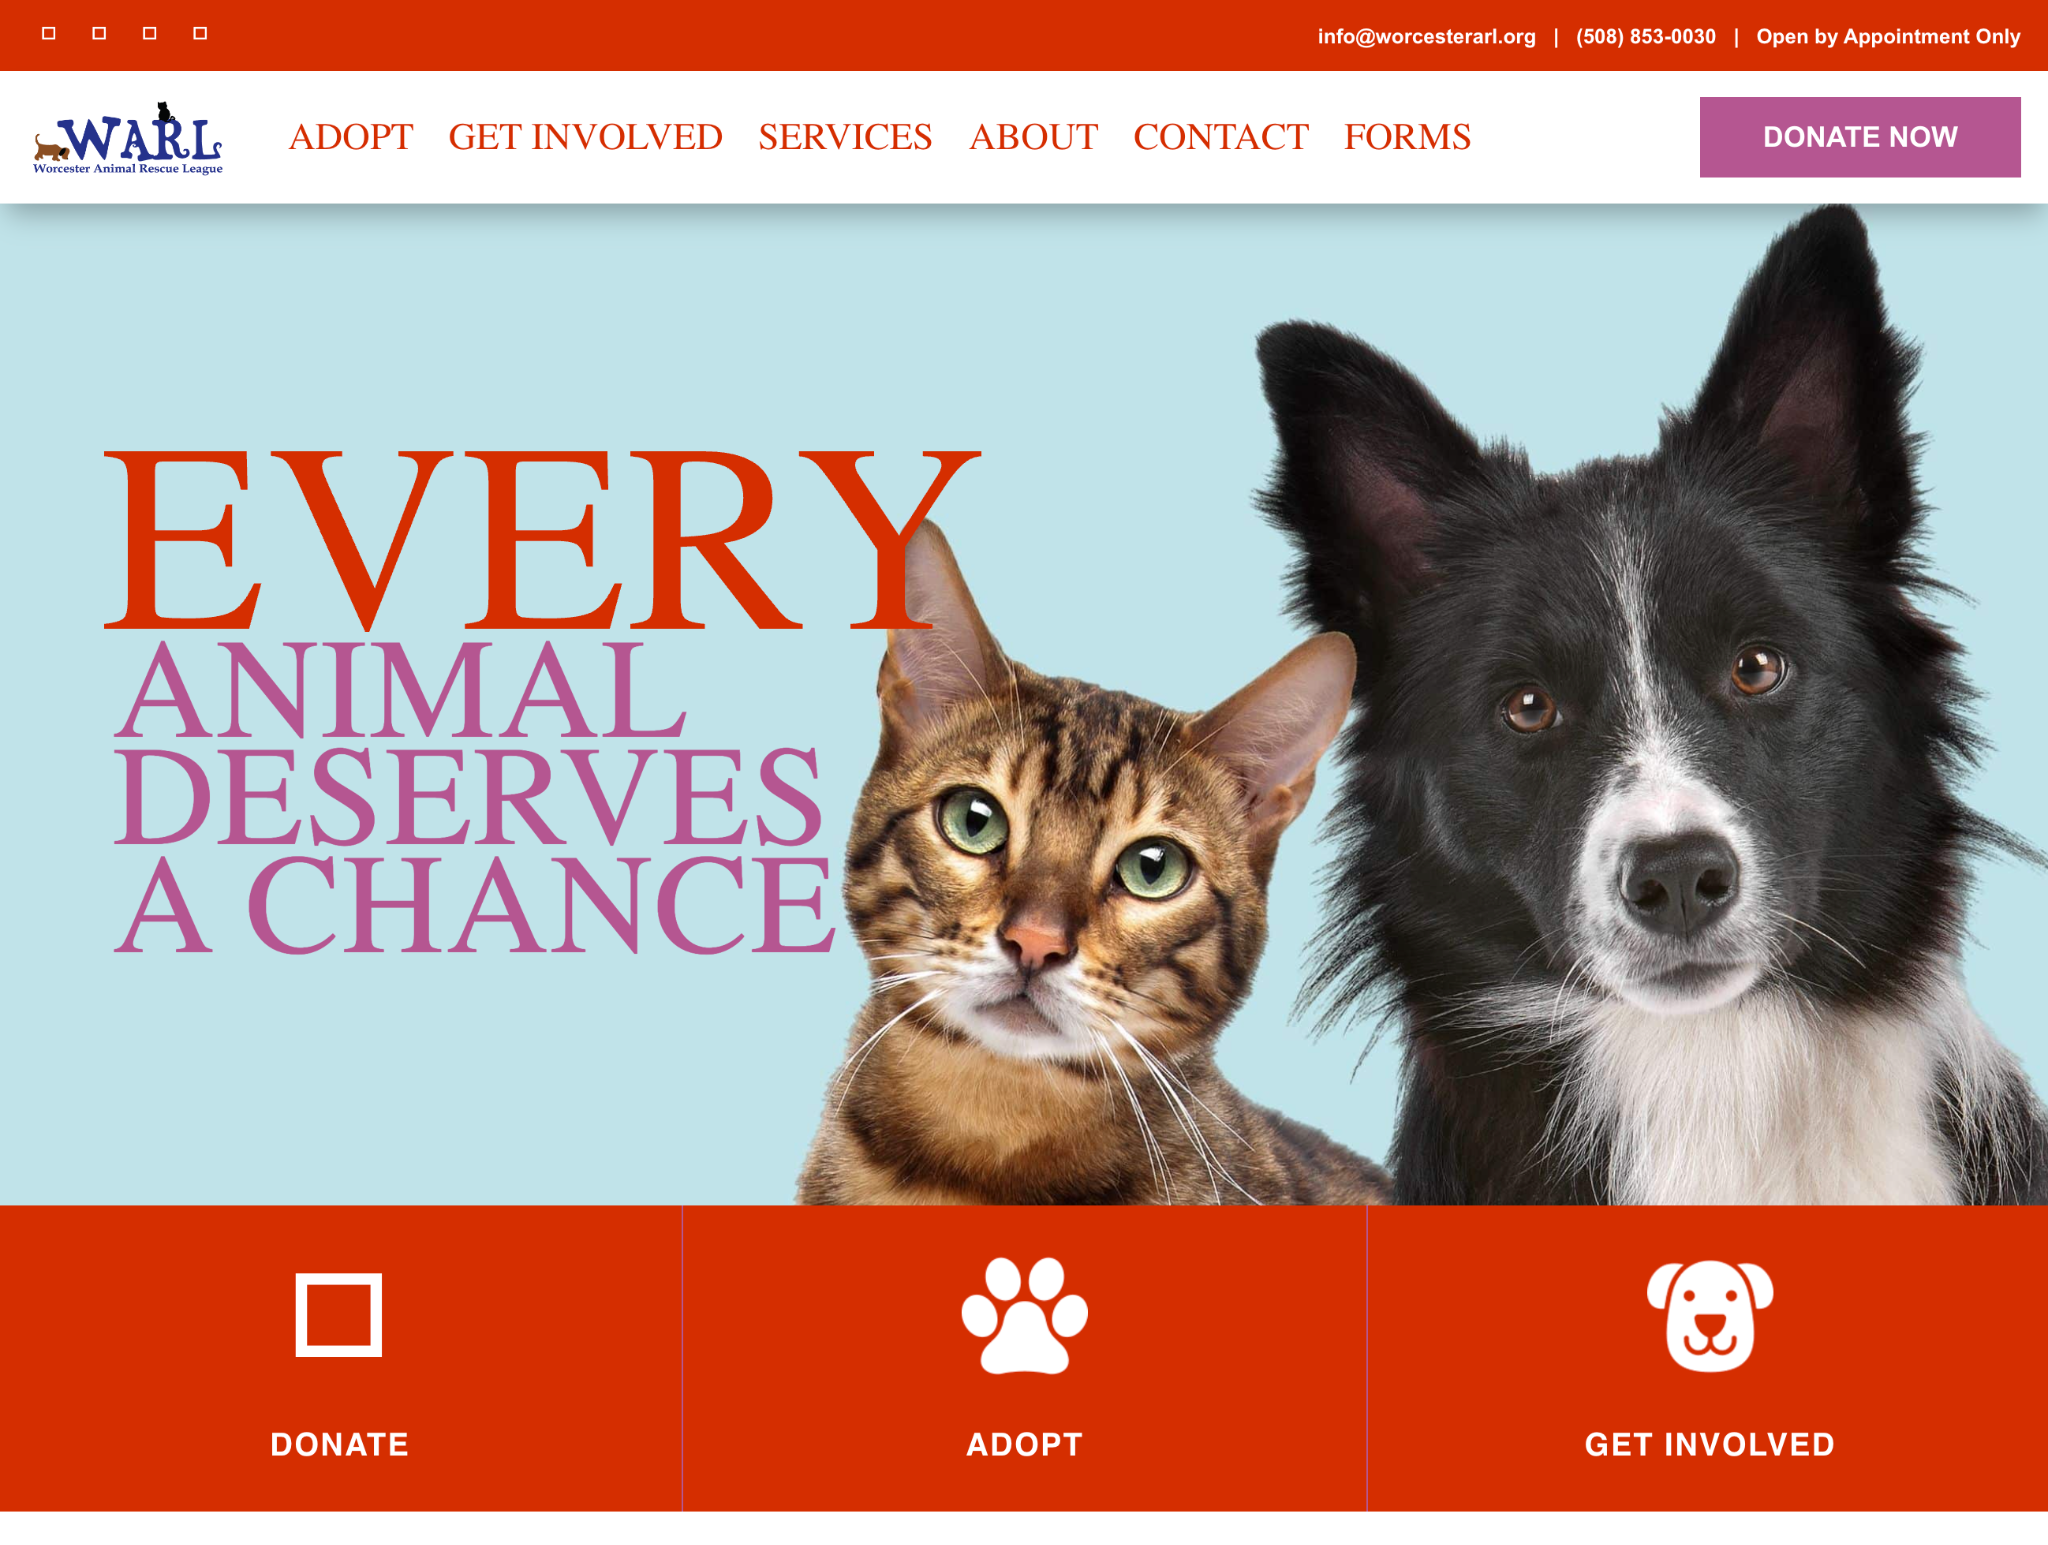 info@worcesterarl.org | (508) 853-0030 | Open by Appointment Only
WARL
Worcester Animal Rescue League
ADOPT GET INVOLVED SERVICES ABOUT CONTACT FORMS
DONATE NOW
EVERY
ANIMAL
DESERVES
A CHANCE
DONATE
ADOPT
GET INVOLVED